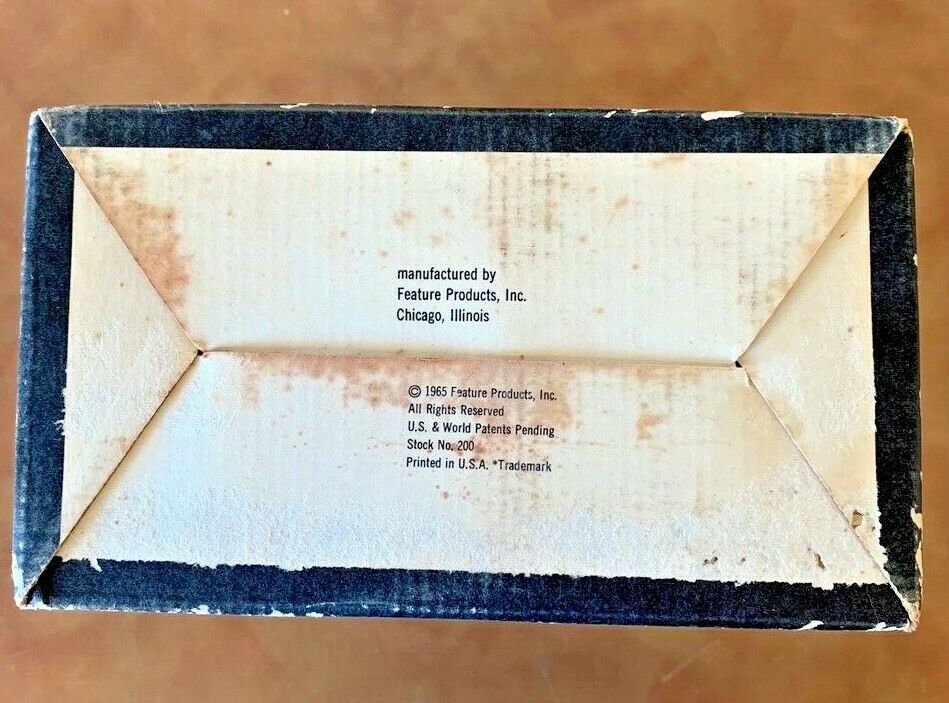 manufactured by
Feature Products, Inc.
Chicago, Illinois
© 1965 Feature Products, Inc.
All Rights Reserved
U.S. & World Patents Pending
Stock No. 200
Printed in U.S.A. *Trademark